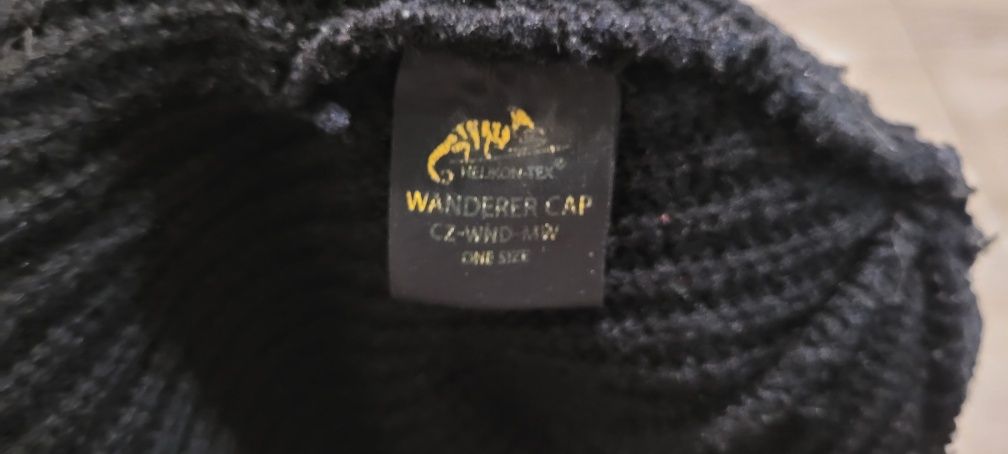 HELIKON-TEX®
WANDERER CAP
CZ-WND-MW
ONE SIZE